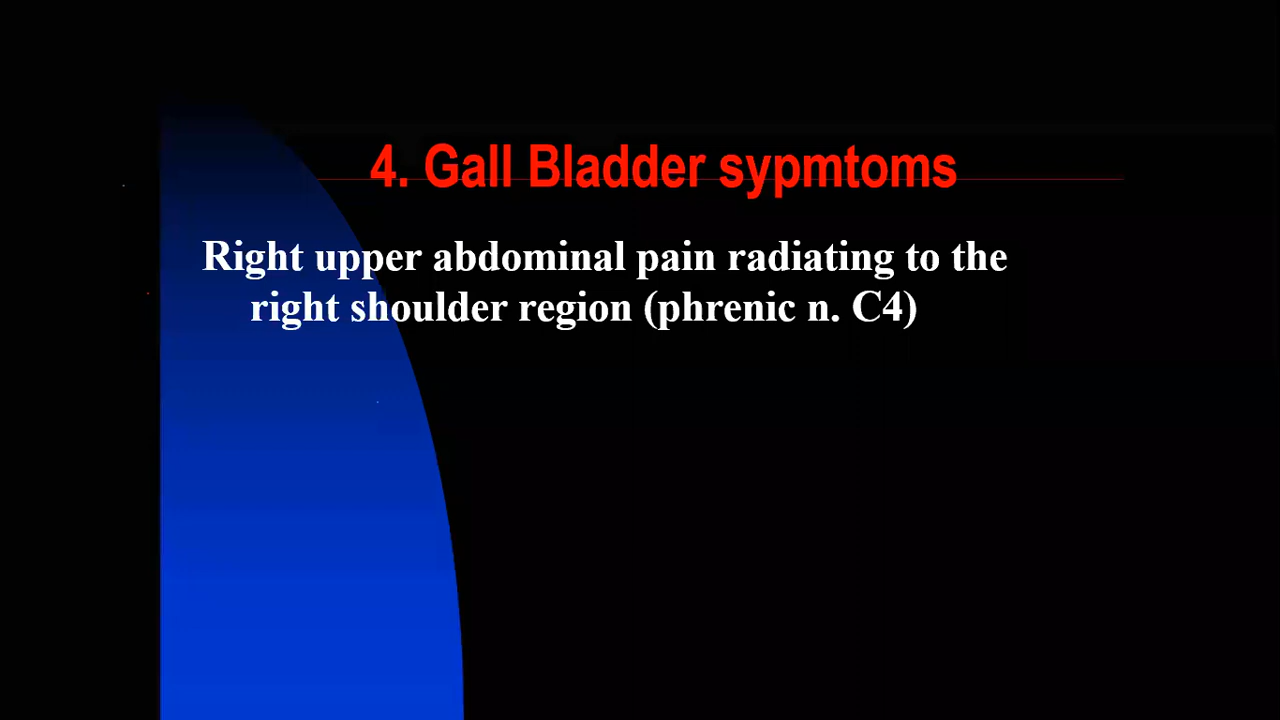 4. Gall Bladder sypmtoms
Right upper abdominal pain radiating to the
right shoulder region (phrenic n. C4)